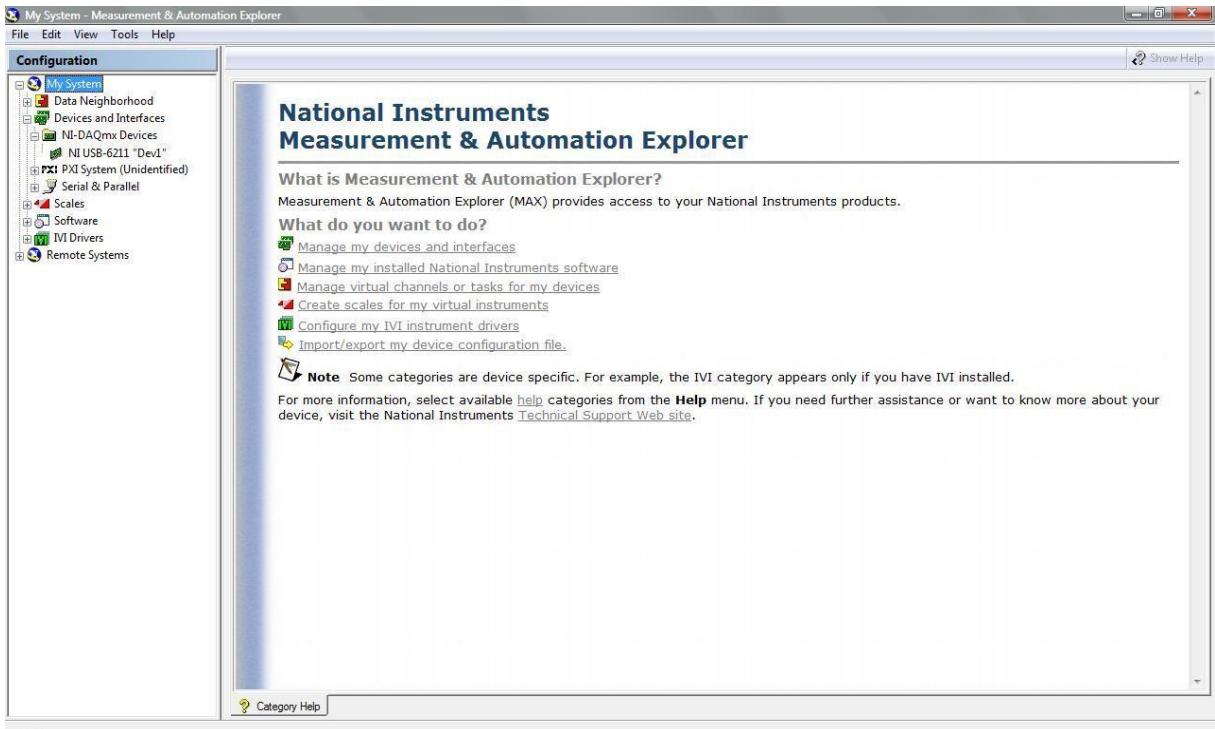 My System - Measurement & Automation Explorer
File Edit View Tools Help
Configuration
Show Help
My System
Data Neighborhood
Devices and Interfaces
NI-DAQmx Devices
NI USB-6211 "Dev1"
PXI PXI System (Unidentified)
Serial & Parallel
Scales
Software
IVI Drivers
Remote Systems
National Instruments
Measurement & Automation Explorer
What is Measurement & Automation Explorer?
Measurement & Automation Explorer (MAX) provides access to your National Instruments products.
What do you want to do?
Manage my devices and interfaces
Manage my installed National Instruments software
Manage virtual channels or tasks for my devices
Create scales for my virtual instruments
Configure my IVI instrument drivers
Import/export my device configuration file.
Note Some categories are device specific. For example, the IVI category appears only if you have IVI installed.
For more information, select available help categories from the Help menu. If you need further assistance or want to know more about your
device, visit the National Instruments Technical Support Web site.
Category Help